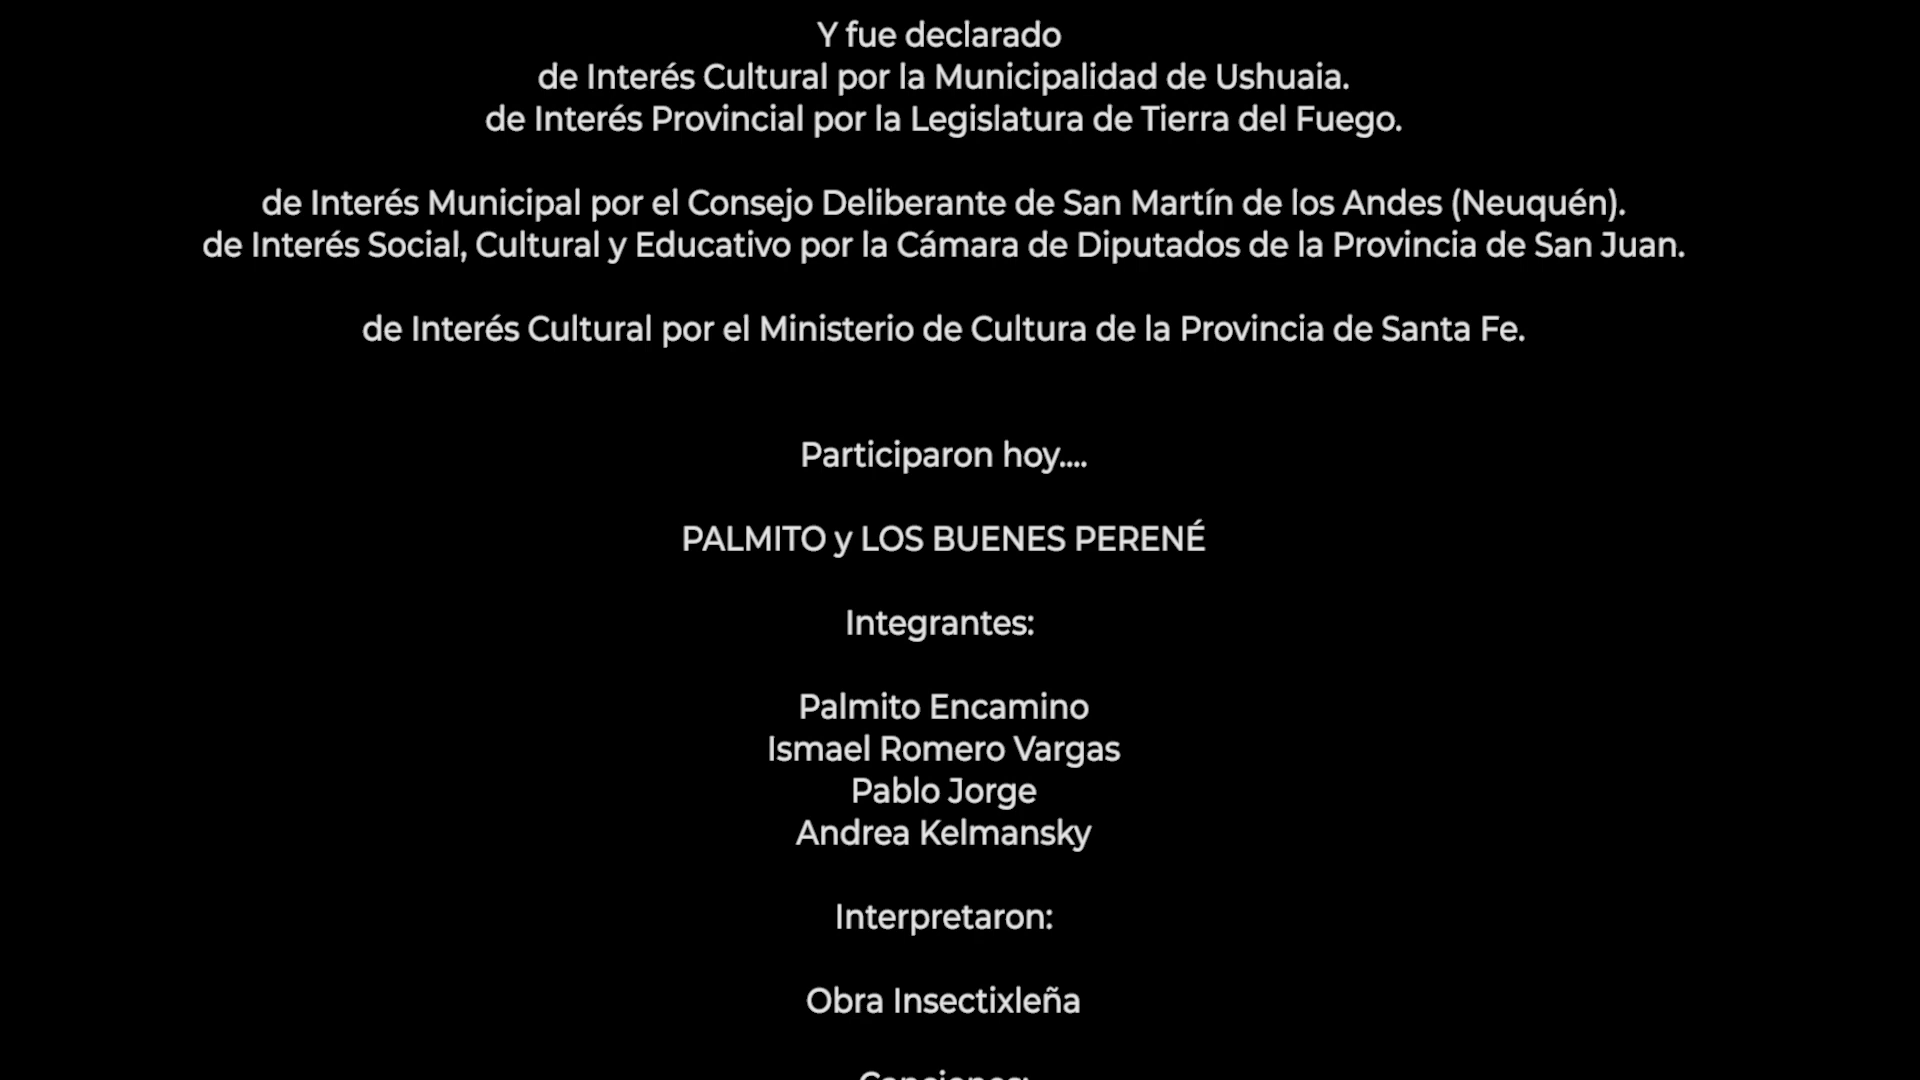 Y fue declarado
de Interés Cultural por la Municipalidad de Ushuaia.
de Interés Provincial por la Legislatura de Tierra del Fuego.
de Interés Municipal por el Consejo Deliberante de San Martín de los Andes (Neuquén).
de Interés Social, Cultural y Educativo por la Cámara de Diputados de la Provincia de San Juan.
de Interés Cultural por el Ministerio de Cultura de la Provincia de Santa Fe.
Participaron hoy....
PALMITO y LOS BUENES PERENÉ
Integrantes:
Palmito Encamino
Ismael Romero Vargas
Pablo Jorge
Andrea Kelmansky
Interpretaron:
Obra Insectixleña
Canciones: